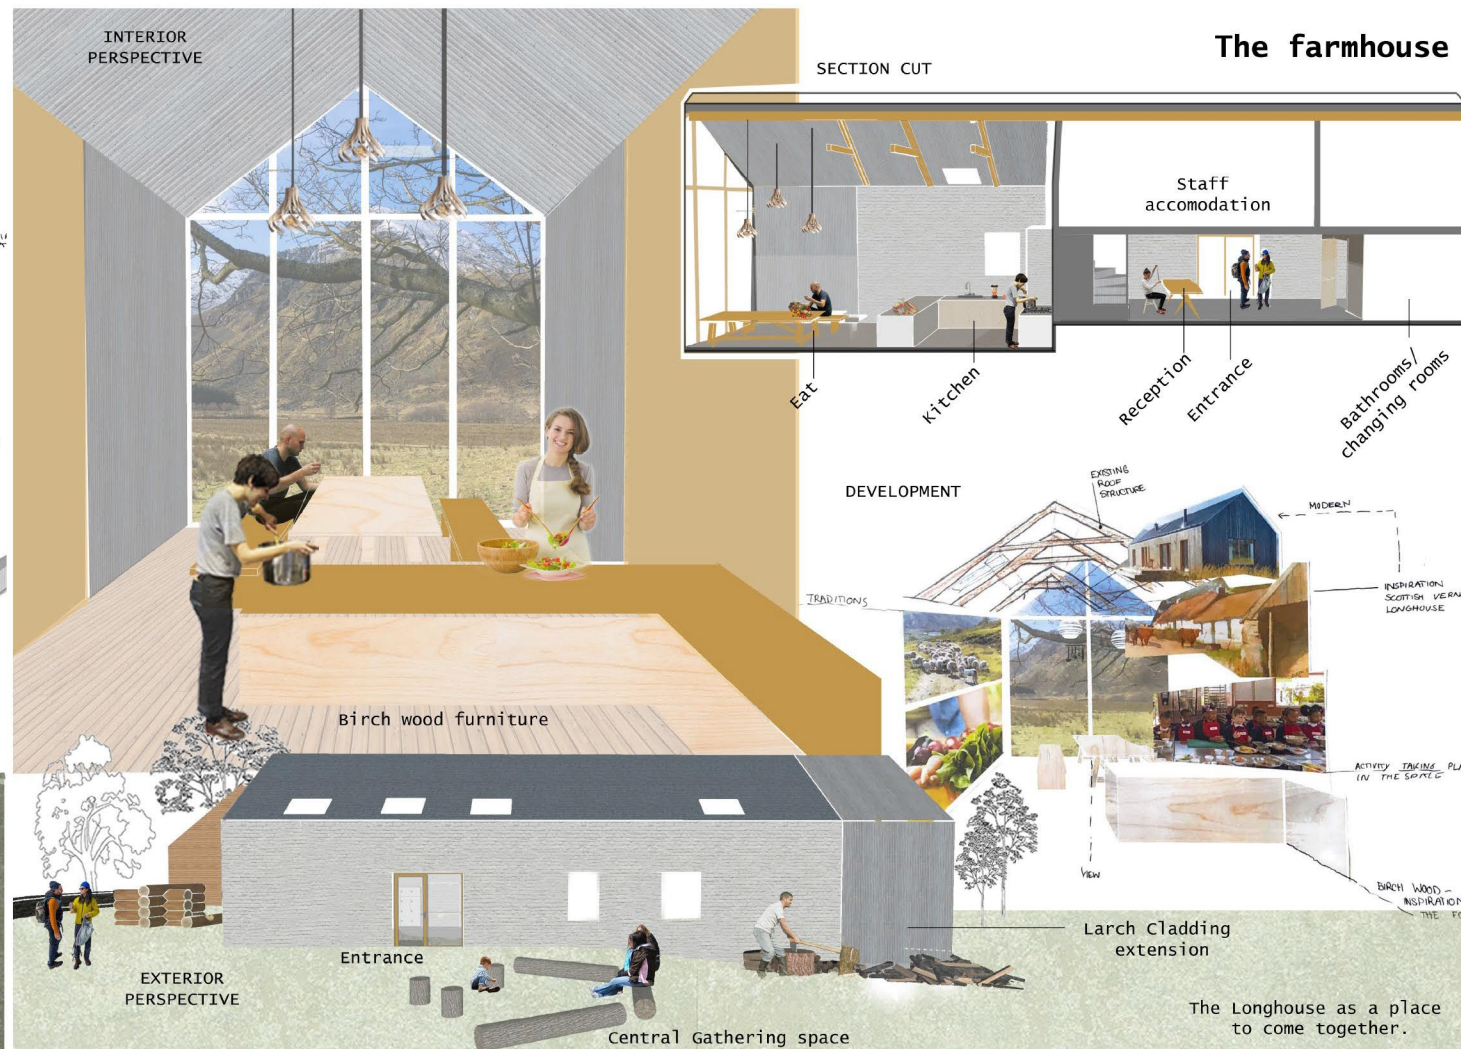 INTERIOR
PERSPECTIVE
The farmhouse
SECTION CUT
Staff
accomodation
Eat
Kitchen
Reception
Entrance
Bathrooms/
changing rooms
DEVELOPMENT
EXISTING
ROOF
STRUCTURE
MODERN
TRADITIONS
INSPIRATION
SCOTTISH
LONGHOUSE
Birch wood furniture
ACTIVITY TAKING
IN THE SPACE
VIEW
BIRCH WOOD -
INSPIRATION
THE
Entrance
Larch Cladding
extension
EXTERIOR
PERSPECTIVE
Central Gathering space
The Longhouse as a place
to come together.